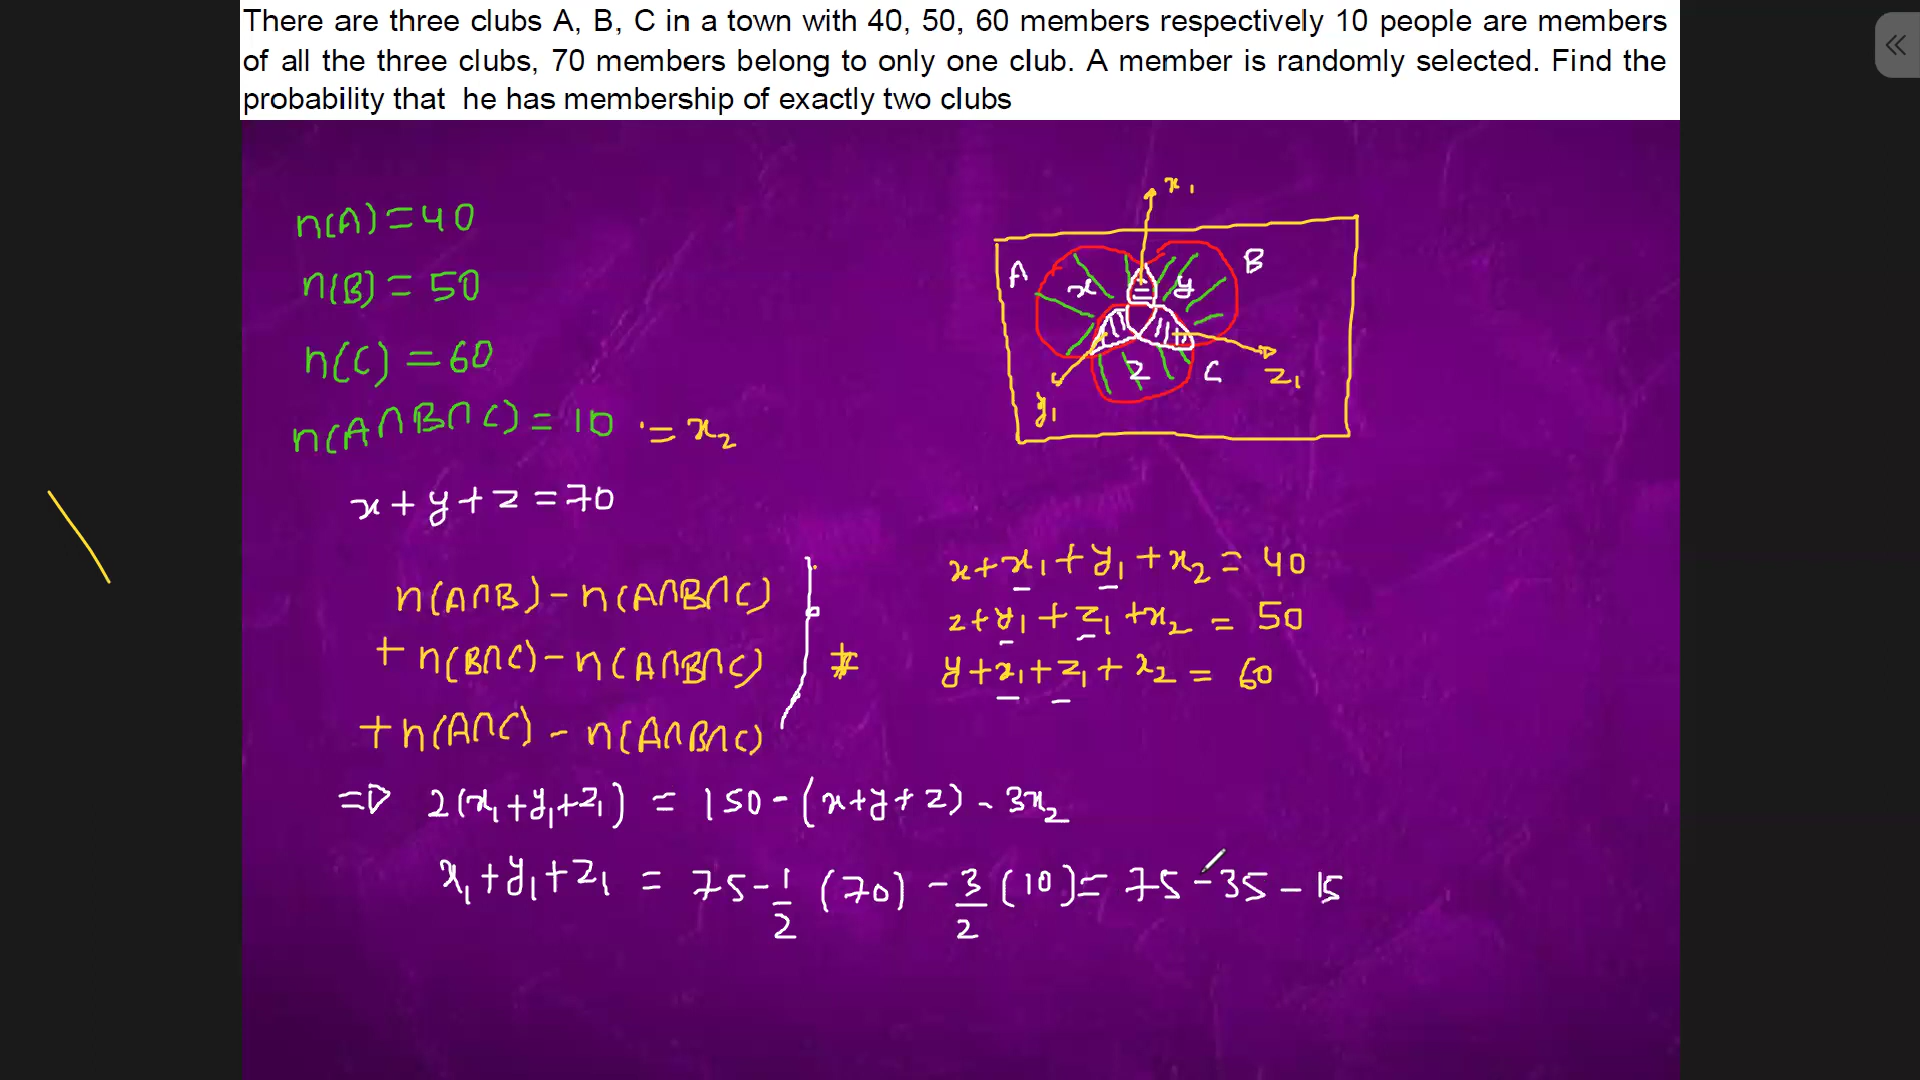 There are three clubs A, B, C in a town with 40, 50, 60 members respectively 10 people are members
of all the three clubs, 70 members belong to only one club. A member is randomly selected. Find the
probability that he has membership of exactly two clubs
n(A) = 40
n(B) = 50
n(C) = 60
n(A∩B∩C) = 10 = x₂
x + y + z = 70
x₁
A
B
x
y
z
C
y₁
z₁
n(A∩B) - n(A∩B∩C)
+ n(B∩C) - n(A∩B∩C)
+ n(A∩C) - n(A∩B∩C)
x + x₁ + y₁ + x₂ = 40
z + y₁ + z₁ + x₂ = 50
y + x₁ + z₁ + x₂ = 60
⇒ 2(x₁ + y₁ + z₁) = 150 - (x + y + z) - 3x₂
x₁ + y₁ + z₁ = 75 - 1/2 (70) - 3/2 (10) = 75 - 35 - 15